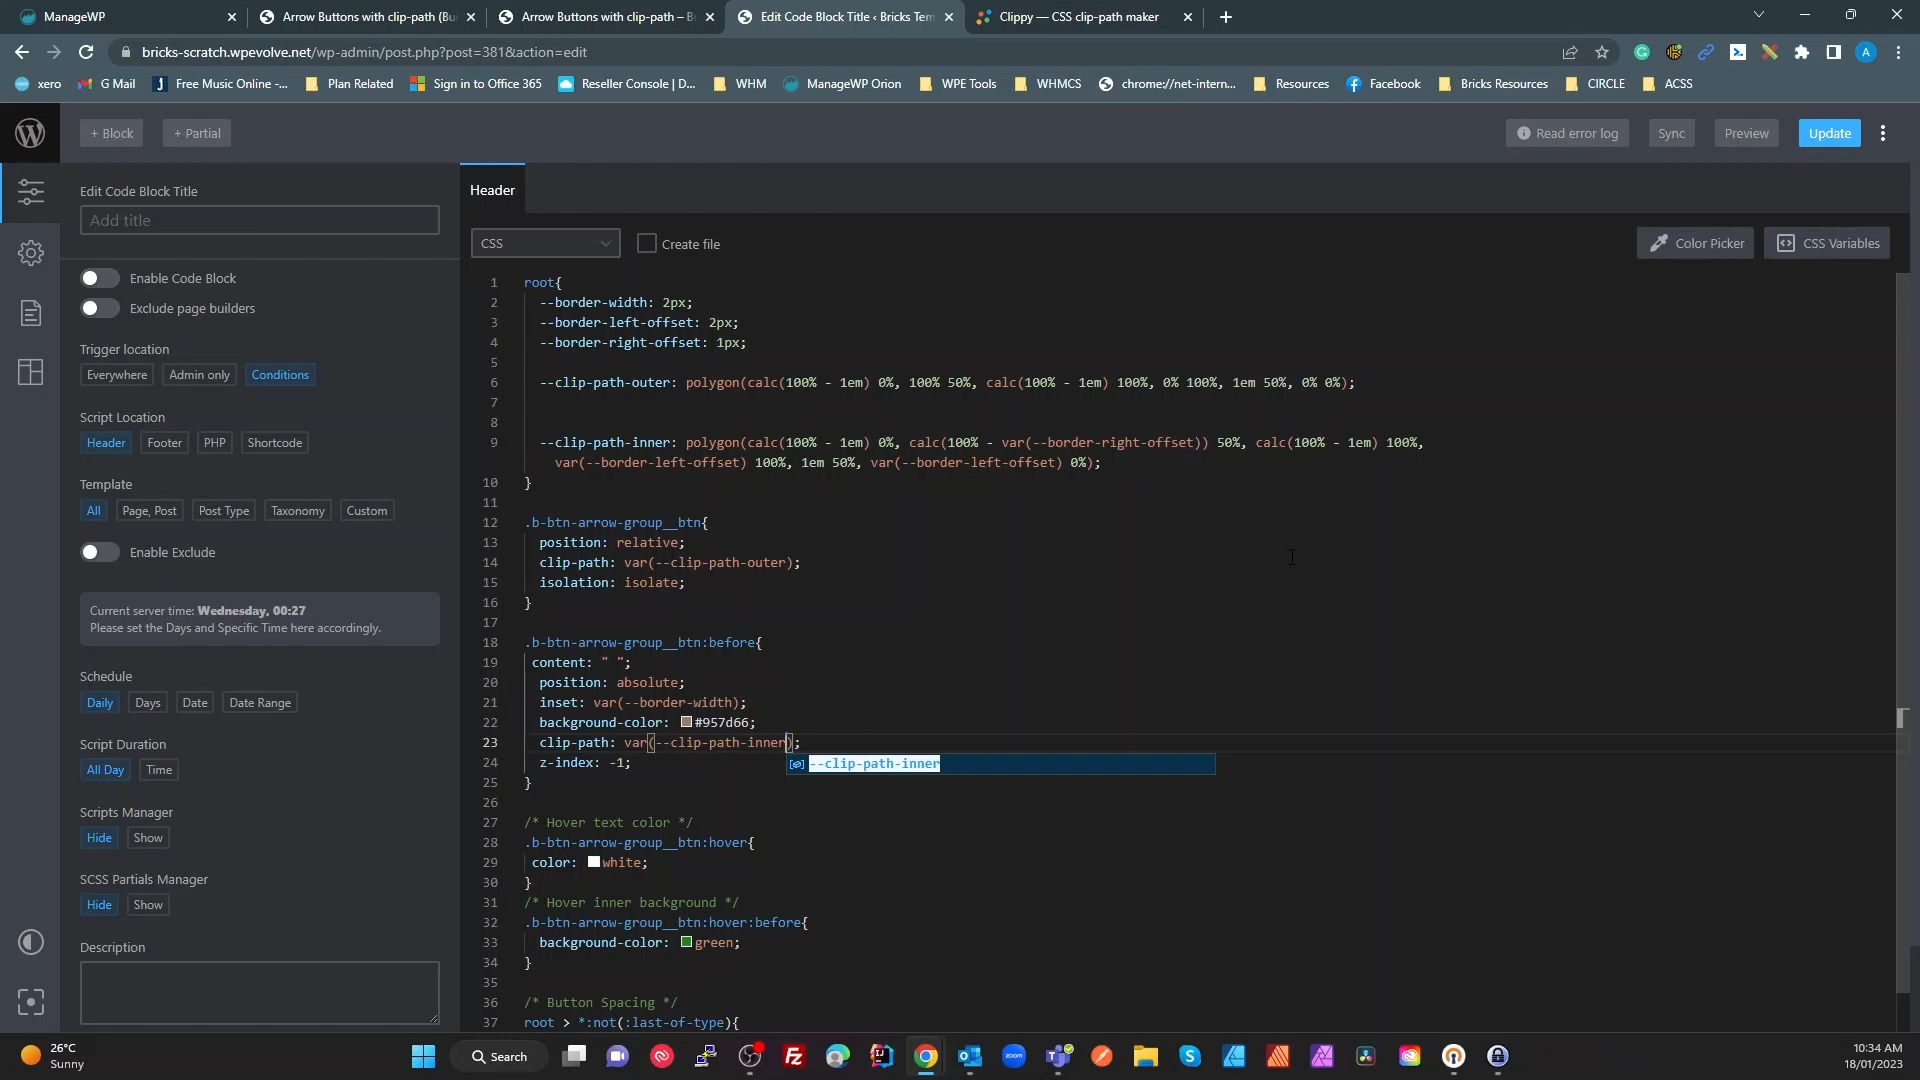 ManageWP
Arrow Buttons with clip-path (Bu
Arrow Buttons with clip-path – B
Edit Code Block Title ‹ Bricks Tem
Clippy — CSS clip-path maker
bricks-scratch.wpevolve.net/wp-admin/post.php?post=381&action=edit
A
xero
G Mail
Free Music Online -...
Plan Related
Sign in to Office 365
Reseller Console | D...
WHM
ManageWP Orion
WPE Tools
WHMCS
chrome://net-intern...
Resources
Facebook
Bricks Resources
CIRCLE
ACSS
+ Block
+ Partial
Read error log
Sync
Preview
Update
Edit Code Block Title
Add title
Enable Code Block
Exclude page builders
Trigger location
Everywhere
Admin only
Conditions
Script Location
Header
Footer
PHP
Shortcode
Template
All
Page, Post
Post Type
Taxonomy
Custom
Enable Exclude
Current server time: Wednesday, 00:27
Please set the Days and Specific Time here accordingly.
Schedule
Daily
Days
Date
Date Range
Script Duration
All Day
Time
Scripts Manager
Hide
Show
SCSS Partials Manager
Hide
Show
Description
Header
CSS
Create file
Color Picker
CSS Variables
1 root{
2 --border-width: 2px;
3 --border-left-offset: 2px;
4 --border-right-offset: 1px;
5
6 --clip-path-outer: polygon(calc(100% - 1em) 0%, 100% 50%, calc(100% - 1em) 100%, 0% 100%, 1em 50%, 0% 0%);
7
8
9 --clip-path-inner: polygon(calc(100% - 1em) 0%, calc(100% - var(--border-right-offset)) 50%, calc(100% - 1em) 100%,
var(--border-left-offset) 100%, 1em 50%, var(--border-left-offset) 0%);
10 }
11
12 .b-btn-arrow-group__btn{
13 position: relative;
14 clip-path: var(--clip-path-outer);
15 isolation: isolate;
16 }
17
18 .b-btn-arrow-group__btn:before{
19 content: " ";
20 position: absolute;
21 inset: var(--border-width);
22 background-color: #957d66;
23 clip-path: var(--clip-path-inner);
--clip-path-inner
24 z-index: -1;
25 }
26
27 /* Hover text color */
28 .b-btn-arrow-group__btn:hover{
29 color: white;
30 }
31 /* Hover inner background */
32 .b-btn-arrow-group__btn:hover:before{
33 background-color: green;
34 }
35
36 /* Button Spacing */
37 root > *:not(:last-of-type){
26°C
Sunny
Search
zoom
10:34 AM
18/01/2023